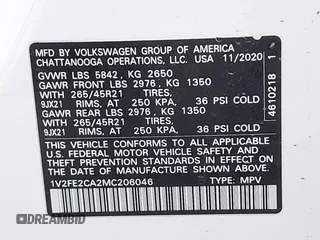 MFD BY VOLKSWAGEN GROUP OF AMERICA
CHATTANOOGA OPERATIONS, LLC. USA 11/2020
GVWR LBS 5842, KG 2650
GAWR FRONT LBS 2976, KG 1350
WITH 265/45R21 TIRES,
9JX21 RIMS, AT 250 KPA, 36 PSI COLD
GAWR REAR LBS 2976, KG 1350
WITH 265/45R21 TIRES,
9JX21 RIMS, AT 250 KPA, 36 PSI COLD
THIS VEHICLE CONFORMS TO ALL APPLICABLE
U.S. FEDERAL MOTOR VEHICLE SAFETY, BUMPER, AND
THEFT PREVENTION STANDARDS IN EFFECT ON THE
DATE OF MANUFACTURE SHOWN ABOVE.
1V2FE2CA2MC206046 TYPE: MPV
4610218 1
DREAMBID